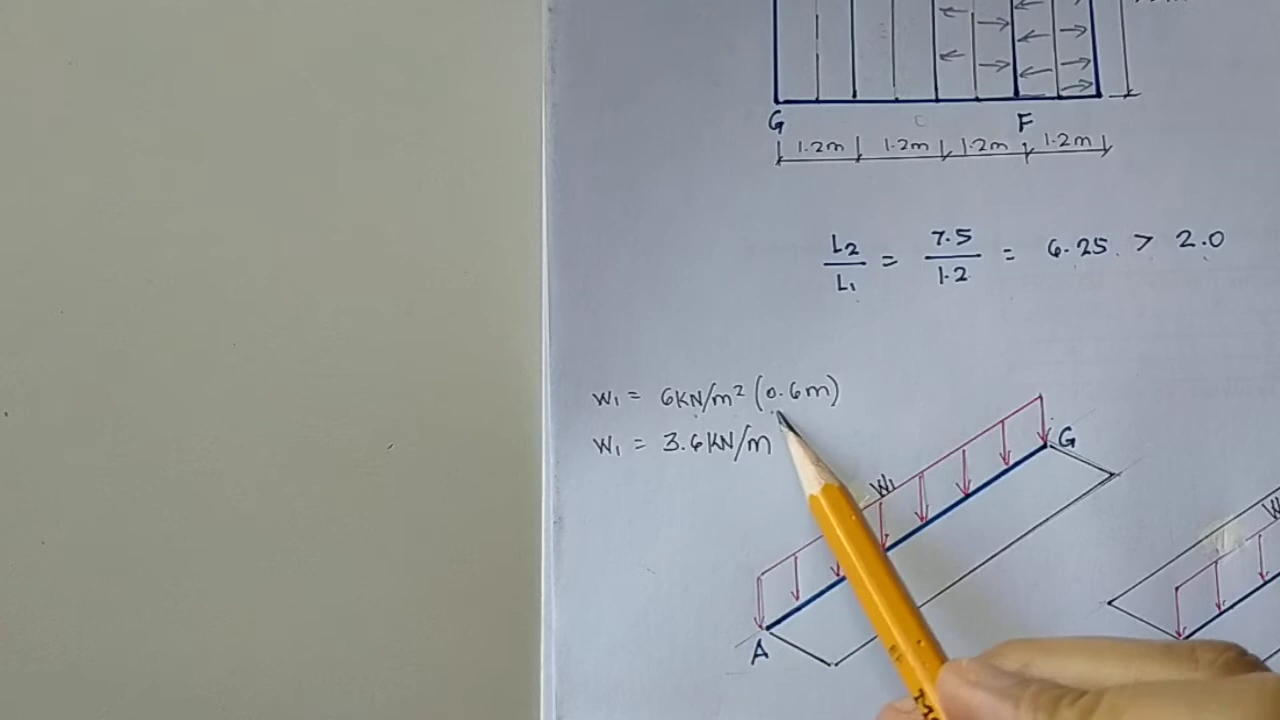 G F
1.2m 1.2m 1.2m 1.2m
L2/L1 = 7.5/1.2 = 6.25 > 2.0
W1 = 6KN/m² (0.6m)
W1 = 3.6KN/m
G
W1
W
A